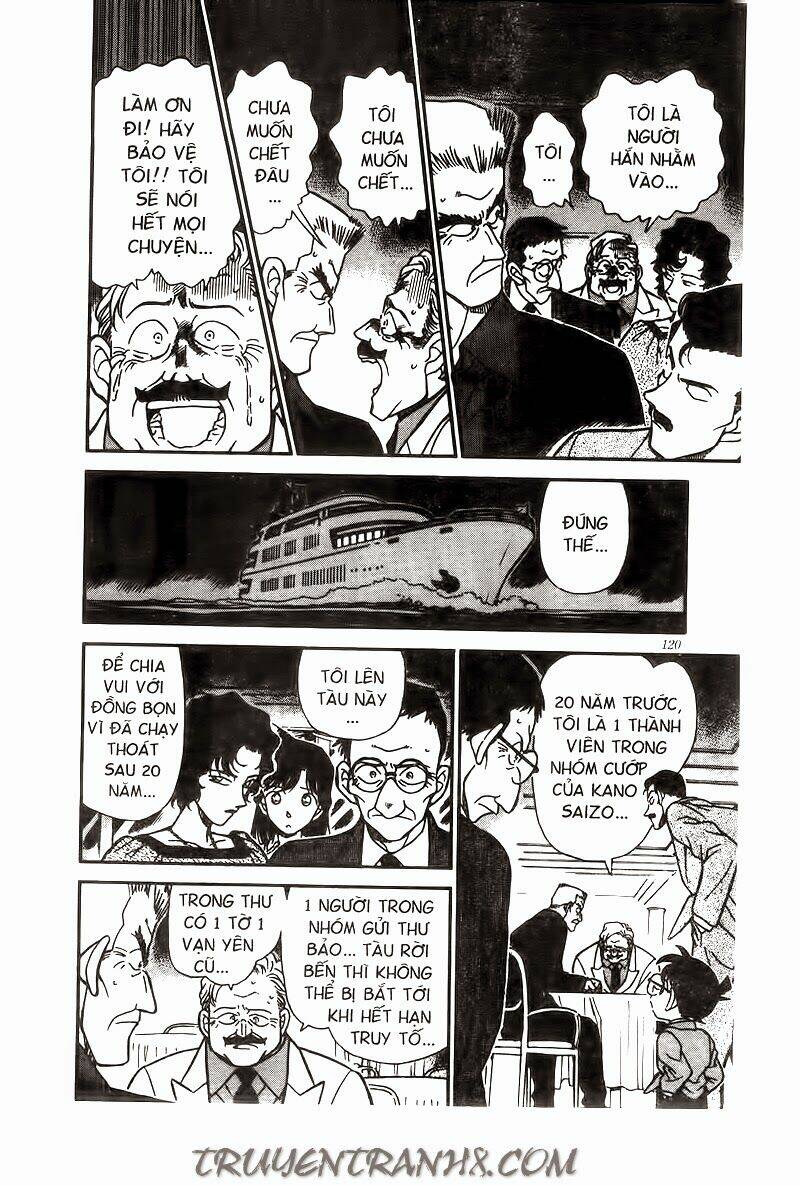 TÔI LÀ
NGƯỜI
HẮN NHẰM
VÀO...
TÔI
...
TÔI
CHƯA
MUỐN
CHẾT...
CHƯA
MUỐN
CHẾT
ĐÂU
...
LÀM ƠN
ĐI! HÃY
BẢO VỆ
TÔI!! TÔI
SẼ NÓI
HẾT MỌI
CHUYỆN...
ĐÚNG
THẾ...
120
20 NĂM TRƯỚC,
TÔI LÀ 1 THÀNH
VIÊN TRONG
NHÓM CƯỚP
CỦA KANO
SAIZO...
TÔI LÊN
TÀU NÀY
...
ĐỂ CHIA
VUI VỚI
ĐỒNG BỌN
VÌ ĐÃ CHẠY
THOÁT
SAU 20
NĂM...
1 NGƯỜI TRONG
NHÓM GỬI THƯ
BẢO... TÀU RỜI
BẾN THÌ KHÔNG
THỂ BỊ BẮT TỚI
KHI HẾT HẠN
TRUY TỐ...
TRONG THƯ
CÓ 1 TỜ 1
VẠN YÊN
CŨ...
TRUYENTRANH8.COM